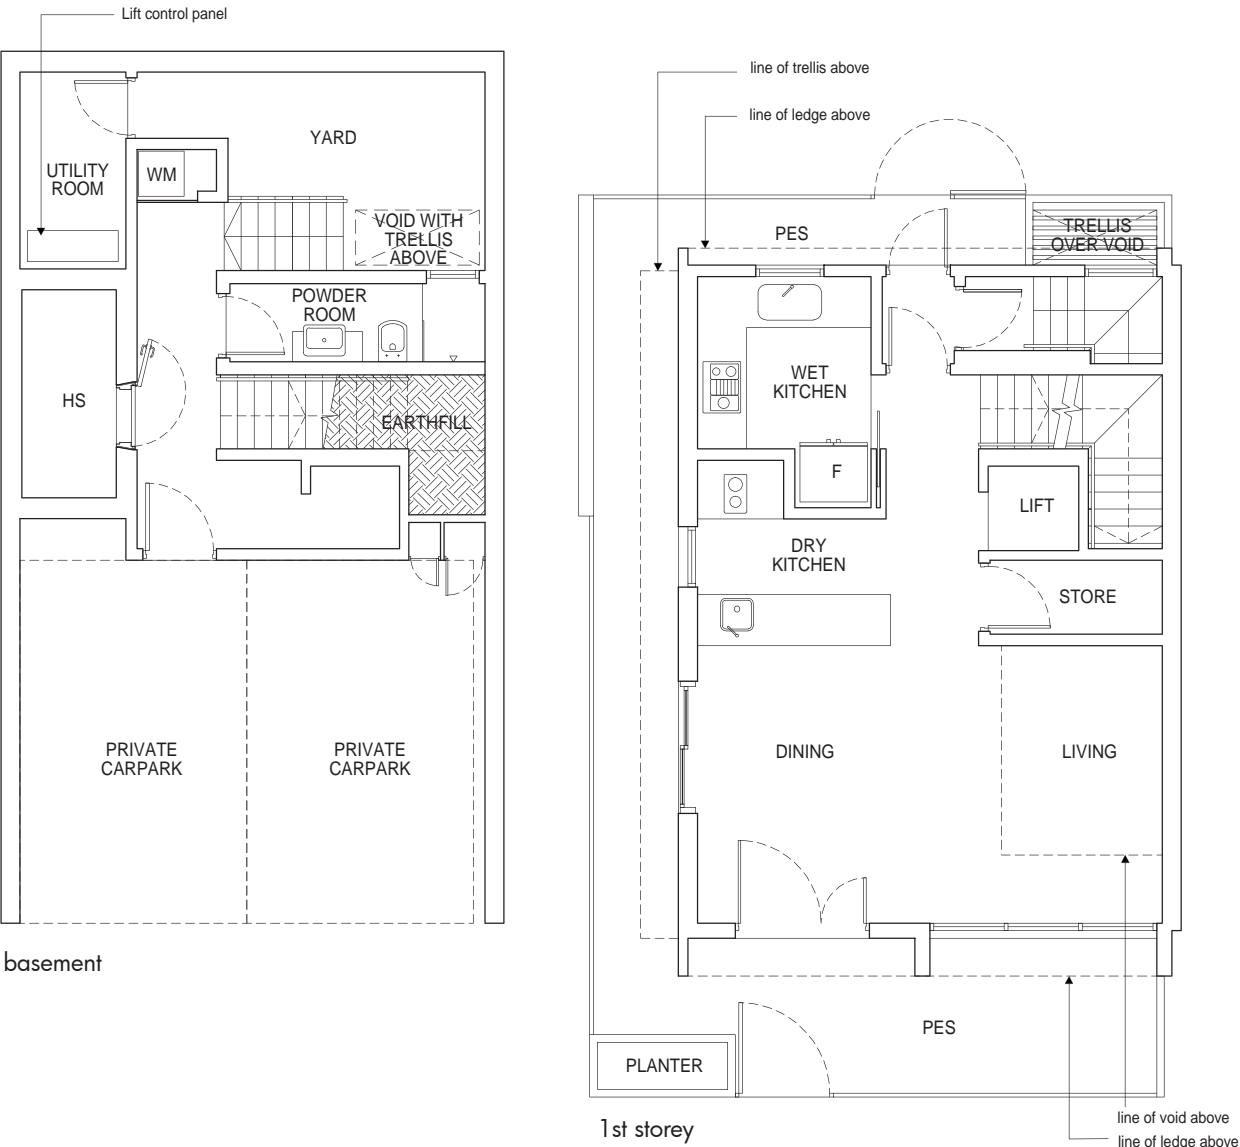 Lift control panel
YARD
UTILITY
ROOM
WM
VOID WITH
TRELLIS
ABOVE
POWDER
ROOM
HS
EARTHFILL
PRIVATE
CARPARK
PRIVATE
CARPARK
basement
line of trellis above
line of ledge above
PES
TRELLIS
OVER VOID
WET
KITCHEN
F
LIFT
DRY
KITCHEN
STORE
DINING
LIVING
PES
PLANTER
1st storey
line of void above
line of ledge above